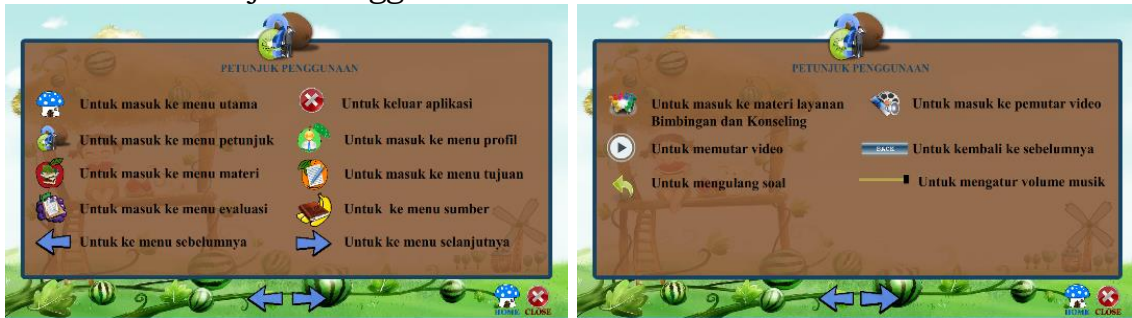 PETUNJUK PENGGUNAAN
Untuk masuk ke menu utama
Untuk keluar aplikasi
Untuk masuk ke menu petunjuk
Untuk masuk ke menu profil
Untuk masuk ke menu materi
Untuk masuk ke menu tujuan
Untuk masuk ke menu evaluasi
Untuk ke menu sumber
Untuk ke menu sebelumnya
Untuk ke menu selanjutnya
HOME CLOSE
PETUNJUK PENGGUNAAN
Untuk masuk ke materi layanan
Bimbingan dan Konseling
Untuk masuk ke pemutar video
Untuk memutar video
BACK
Untuk kembali ke sebelumnya
Untuk mengulang soal
Untuk mengatur volume musik
HOME CLOSE